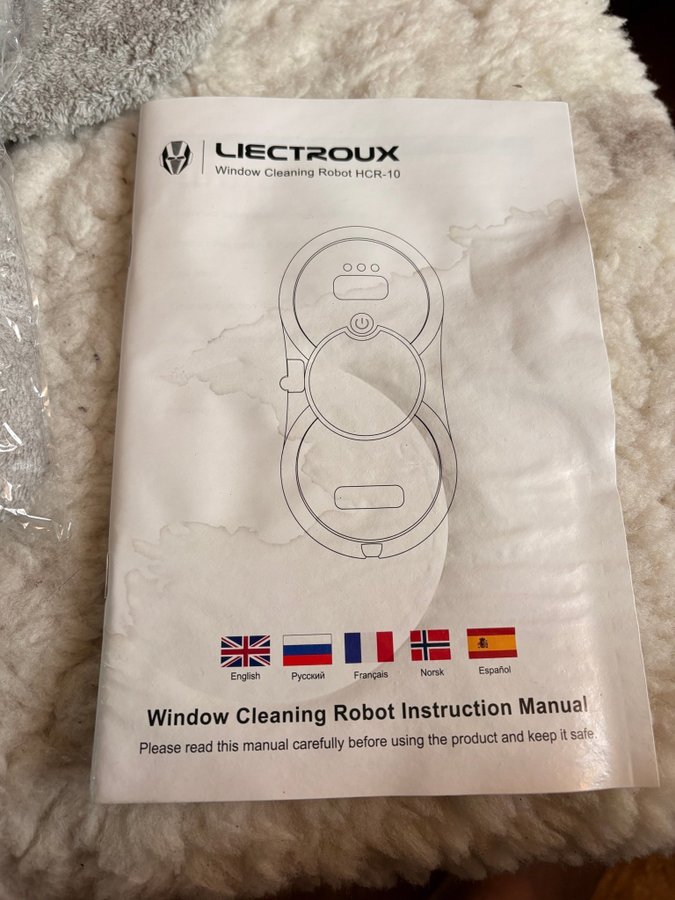 LIECTROUX
Window Cleaning Robot HCR-10
English
Русский
Français
Norsk
Español
Window Cleaning Robot Instruction Manual
Please read this manual carefully before using the product and keep it safe.